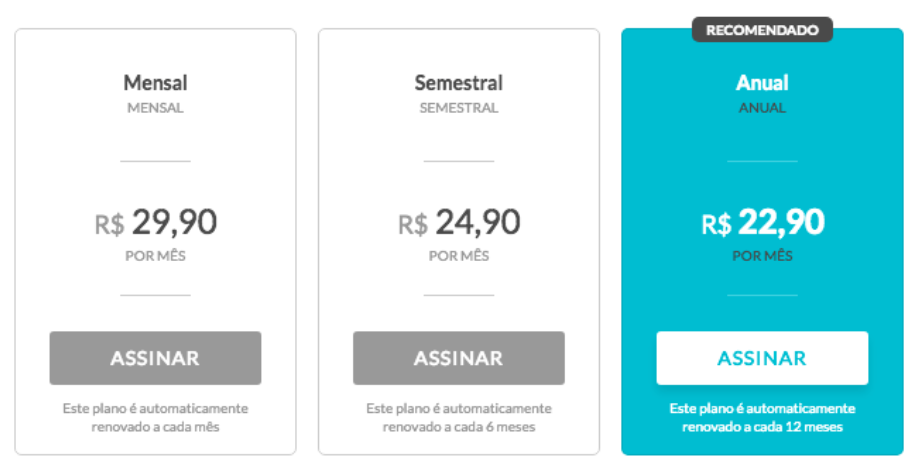 Mensal
MENSAL
R$ 29,90
POR MÊS
ASSINAR
Este plano é automaticamente
renovado a cada mês
Semestral
SEMESTRAL
R$ 24,90
POR MÊS
ASSINAR
Este plano é automaticamente
renovado a cada 6 meses
RECOMENDADO
Anual
ANUAL
R$ 22,90
POR MÊS
ASSINAR
Este plano é automaticamente
renovado a cada 12 meses